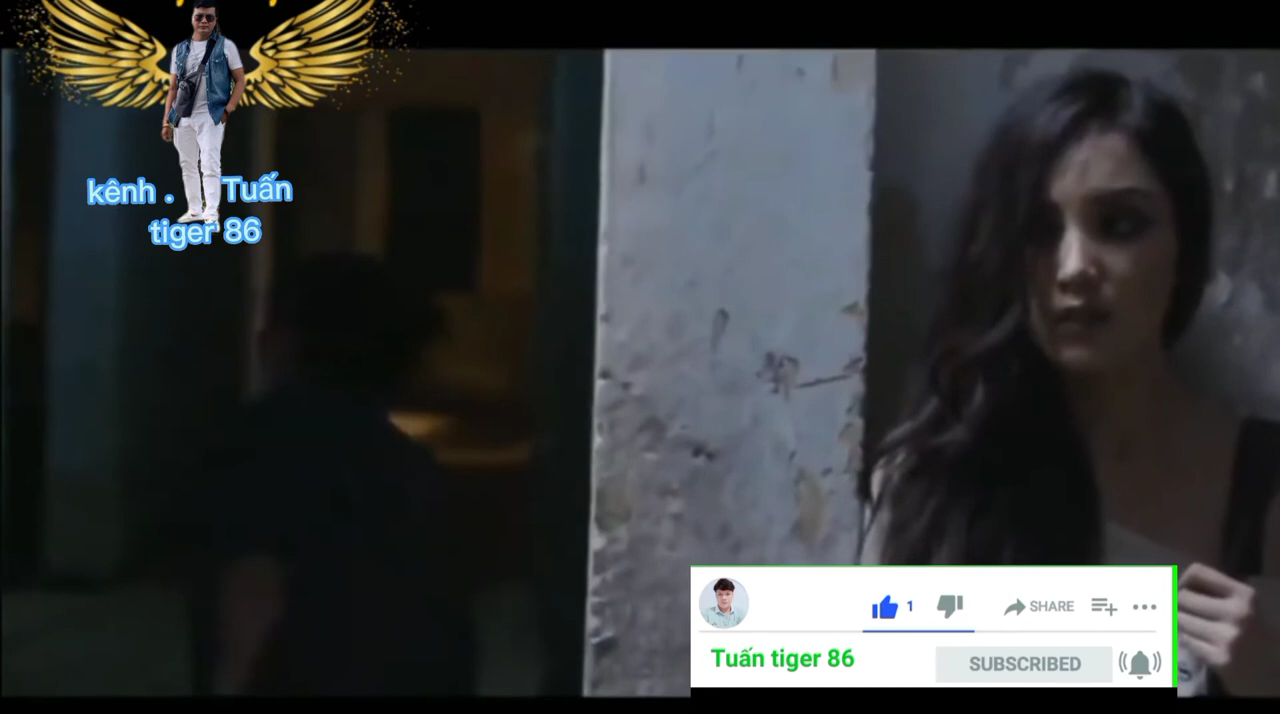 kênh . Tuấn
tiger 86
1
SHARE
Tuấn tiger 86
SUBSCRIBED